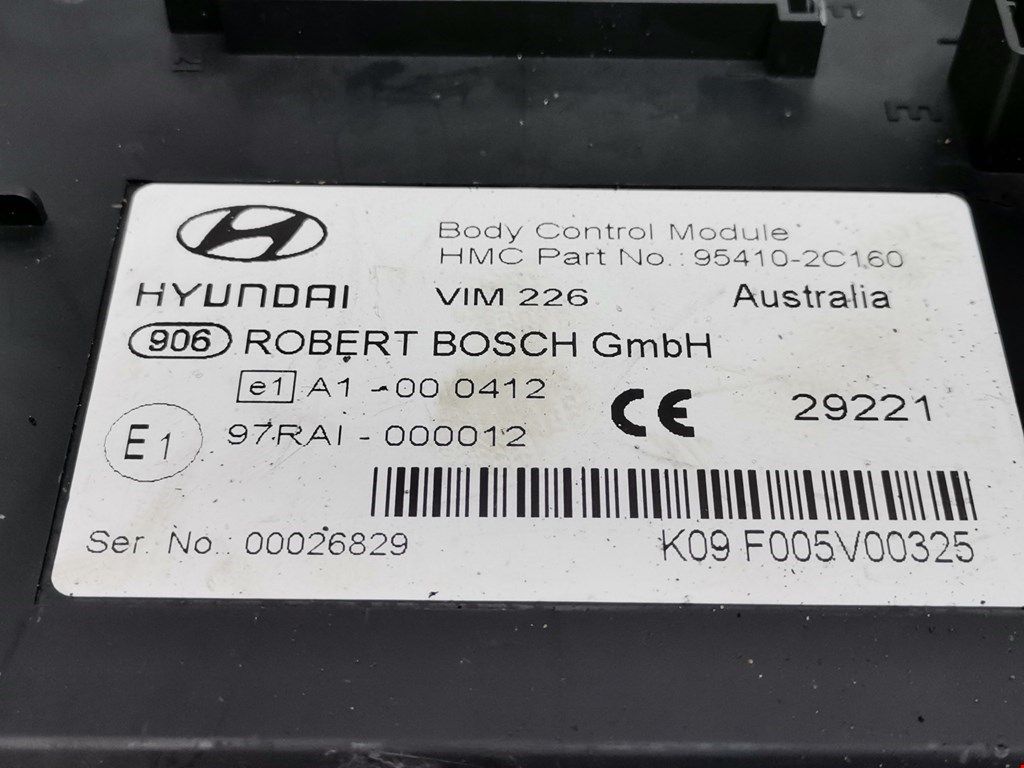 Body Control Module
HMC Part No.: 95410-2C160
HYUNDAI VIM 226 Australia
906 ROBERT BOSCH GmbH
e1 A1 -00 0412
CE 29221
E1 97RAI - 000012
Ser. No.: 00026829 K09 F005V00325